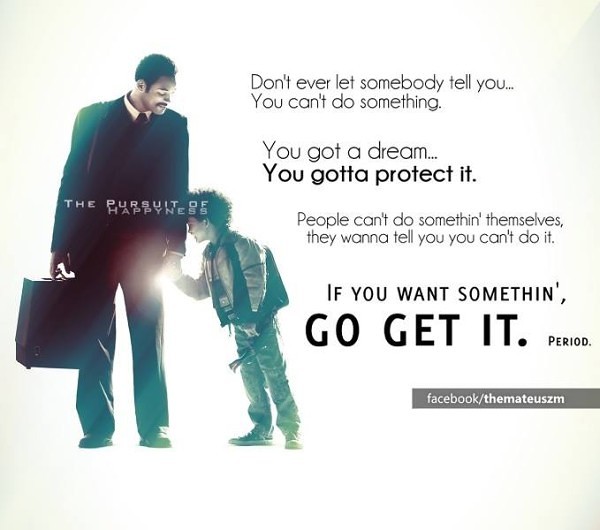 Don't ever let somebody tell you...
You can't do something.
You got a dream...
You gotta protect it.
THE PURSUIT OF
HAPPYNESS
People can't do somethin' themselves,
they wanna tell you you can't do it.
IF YOU WANT SOMETHIN',
GO GET IT. PERIOD.
facebook/themateuszm